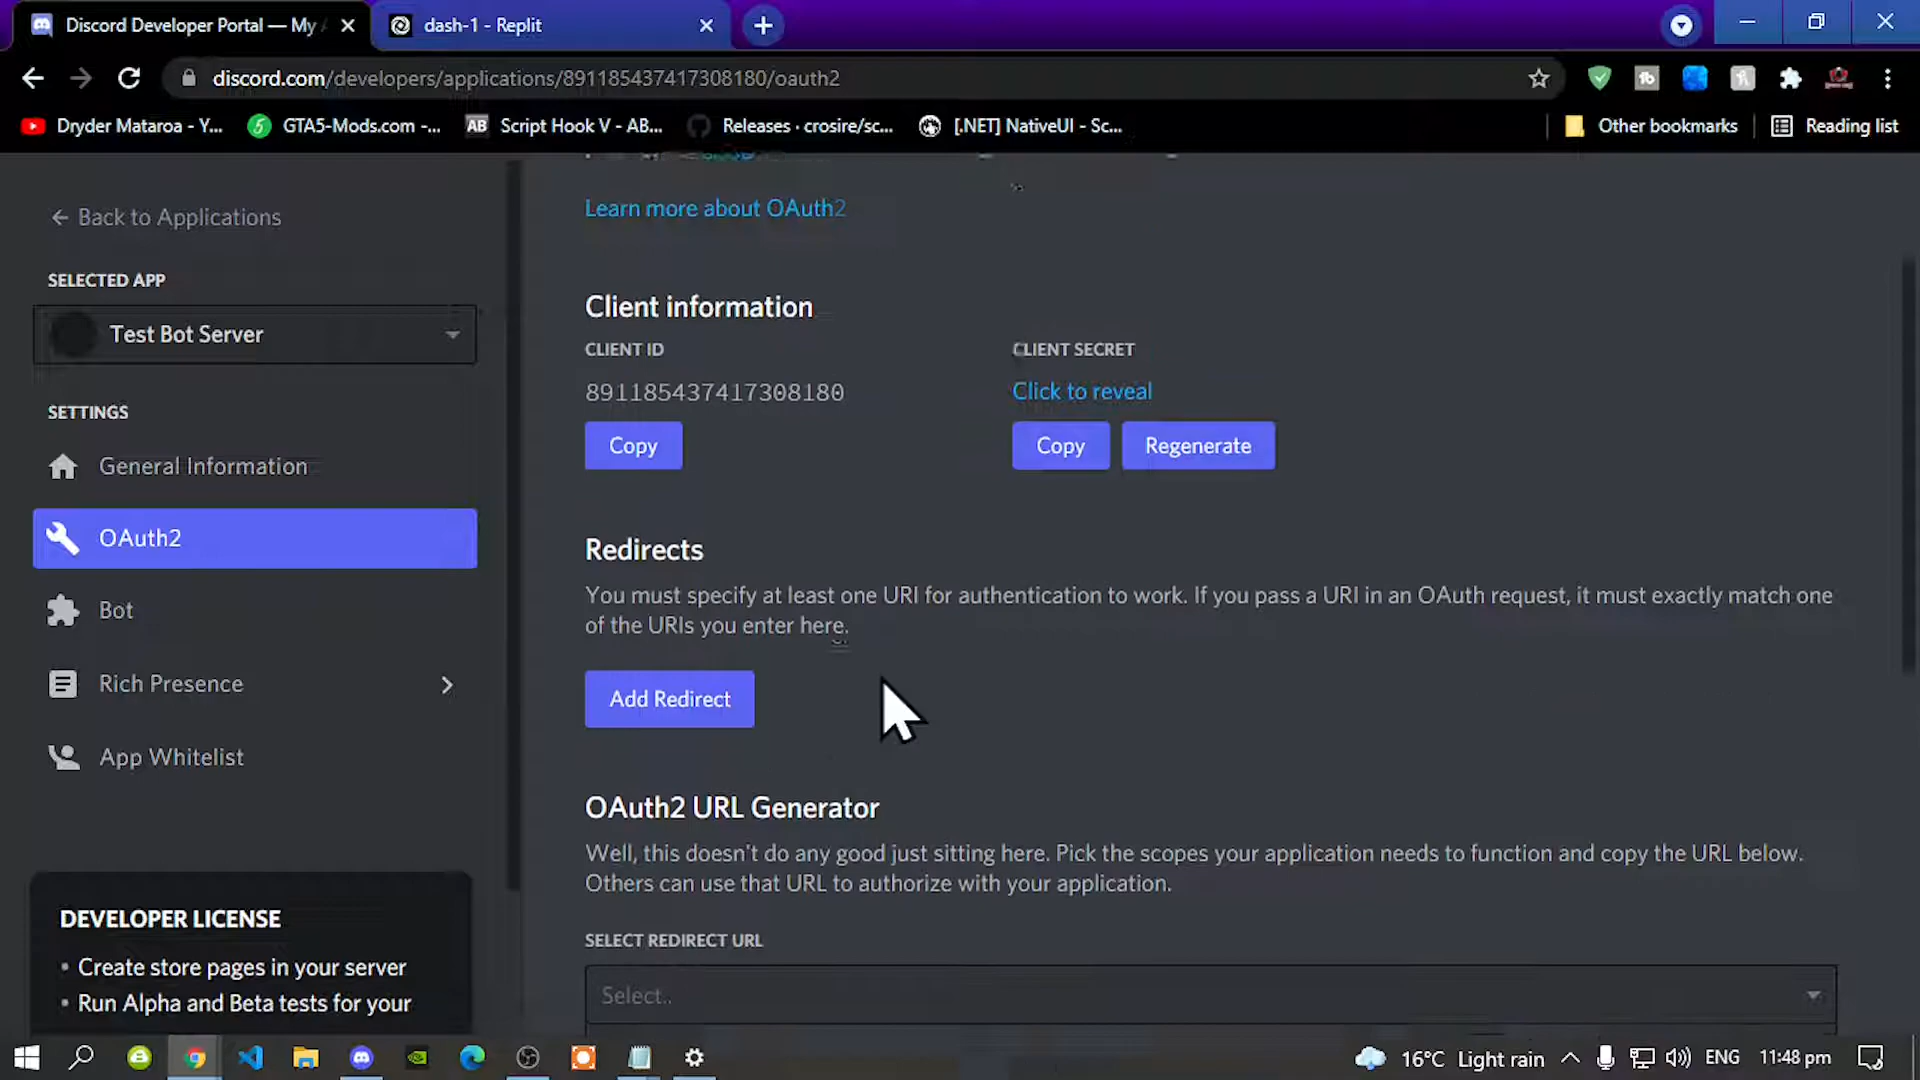 Discord Developer Portal — My A
dash-1 - Replit
discord.com/developers/applications/891185437417308180/oauth2
Dryder Mataroa - Y...
GTA5-Mods.com -...
AB
Script Hook V - AB...
Releases · crosire/sc...
[.NET] NativeUI - Sc...
Other bookmarks
Reading list
← Back to Applications
SELECTED APP
Test Bot Server
SETTINGS
General Information
OAuth2
Bot
Rich Presence
App Whitelist
DEVELOPER LICENSE
• Create store pages in your server
• Run Alpha and Beta tests for your
Learn more about OAuth2
Client information
CLIENT ID
891185437417308180
Copy
CLIENT SECRET
Click to reveal
Copy
Regenerate
Redirects
You must specify at least one URI for authentication to work. If you pass a URI in an OAuth request, it must exactly match one
of the URIs you enter here.
Add Redirect
OAuth2 URL Generator
Well, this doesn't do any good just sitting here. Pick the scopes your application needs to function and copy the URL below.
Others can use that URL to authorize with your application.
SELECT REDIRECT URL
Select..
16°C Light rain
ENG
11:48 pm